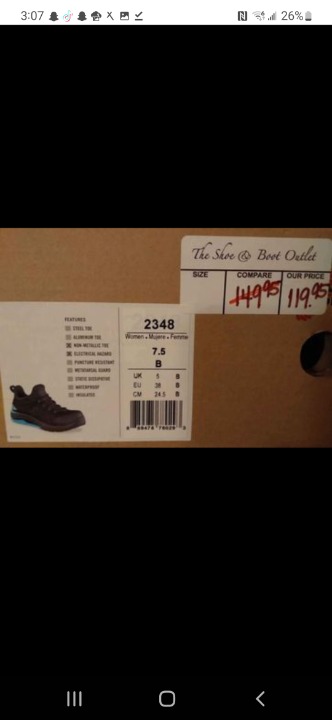 3:07
26%
The Shoe & Boot Outlet
SIZE COMPARE OUR PRICE
149.95 119.95
FEATURES
STEEL TOE
ALUMINUM TOE
NON-METALLIC TOE
ELECTRICAL HAZARD
PUNCTURE RESISTANT
METATARSAL GUARD
STATIC DISSIPATIVE
WATERPROOF
INSULATED
2348
Women • Mujere • Femme
7.5
B
UK 5 B
EU 38 B
CM 24.5 B